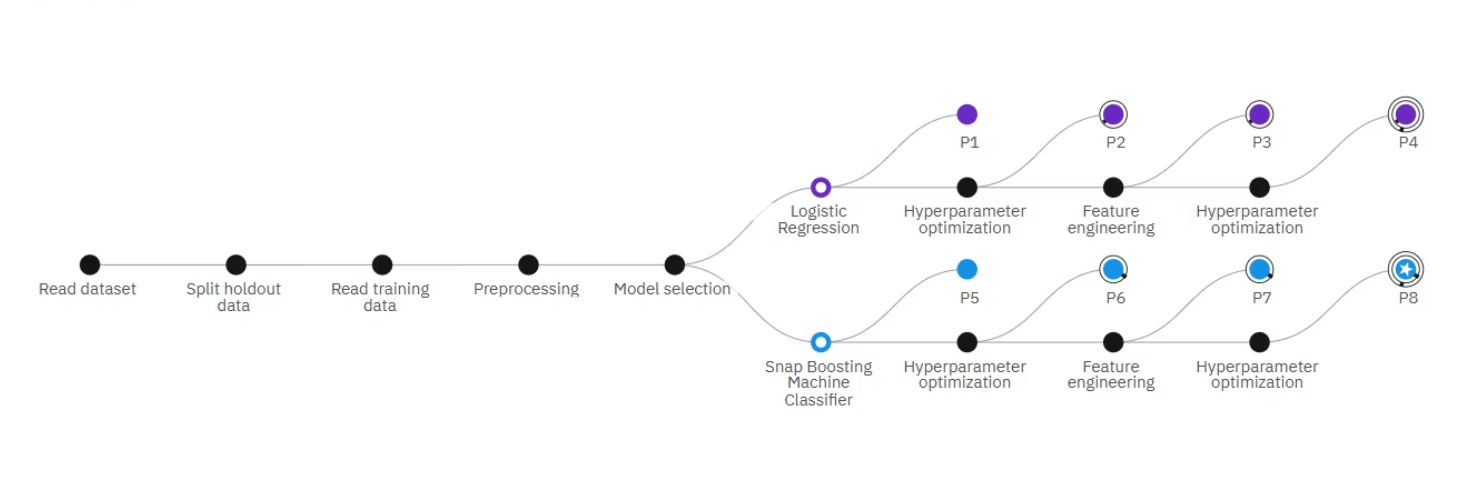 P1
P2
P3
P4
Logistic
Regression
Hyperparameter
optimization
Feature
engineering
Hyperparameter
optimization
Read dataset
Split holdout
data
Read training
data
Preprocessing
Model selection
P5
P6
P7
P8
Snap Boosting
Machine
Classifier
Hyperparameter
optimization
Feature
engineering
Hyperparameter
optimization